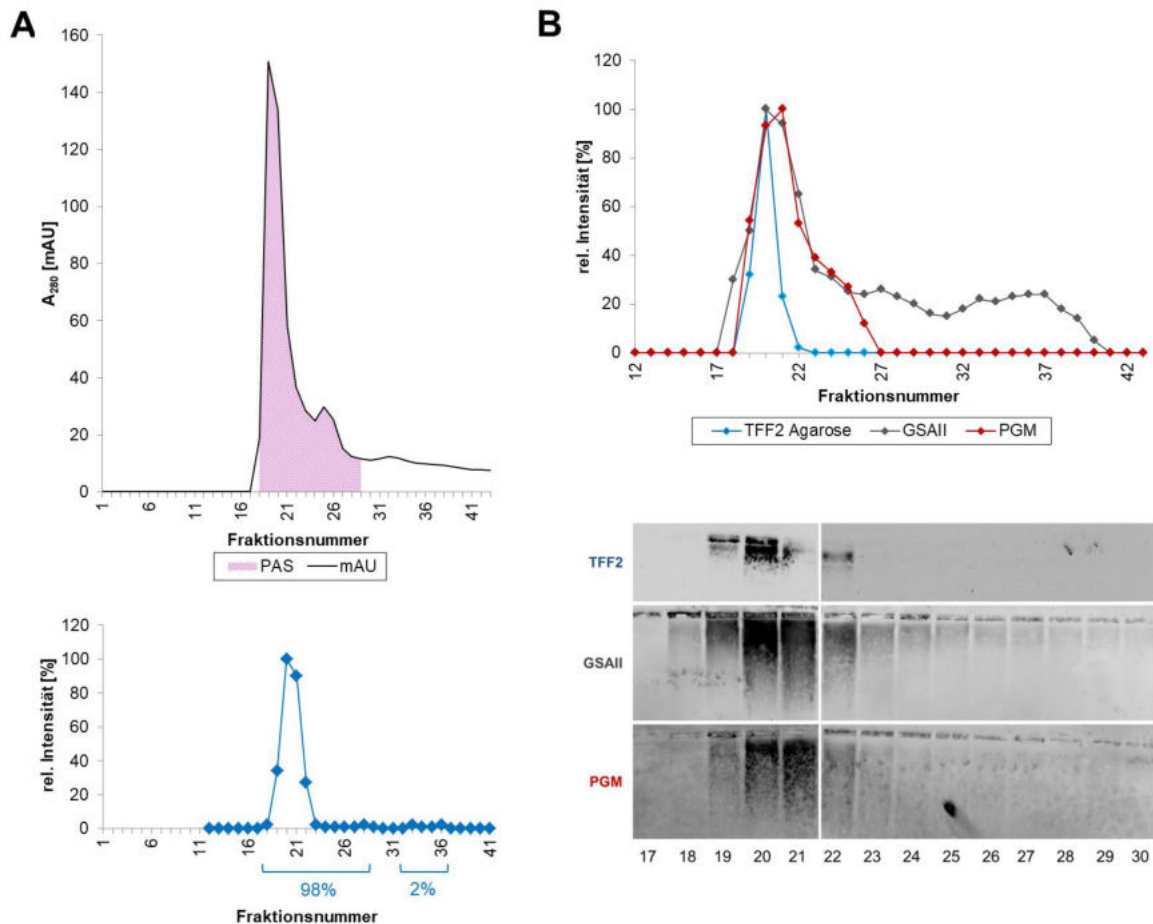 A
160
140
120
100
80
60
40
20
0
A280 [mAU]
1 6 11 16 21 26 31 36 41
Fraktionsnummer
PAS mAU
120
100
80
60
40
20
0
rel. Intensität [%]
1 6 11 16 21 26 31 36 41
98% 2%
Fraktionsnummer
B
120
100
80
60
40
20
0
rel. Intensität [%]
12 17 22 27 32 37 42
Fraktionsnummer
TFF2 Agarose GSAII PGM
TFF2
GSAII
PGM
17 18 19 20 21 22 23 24 25 26 27 28 29 30